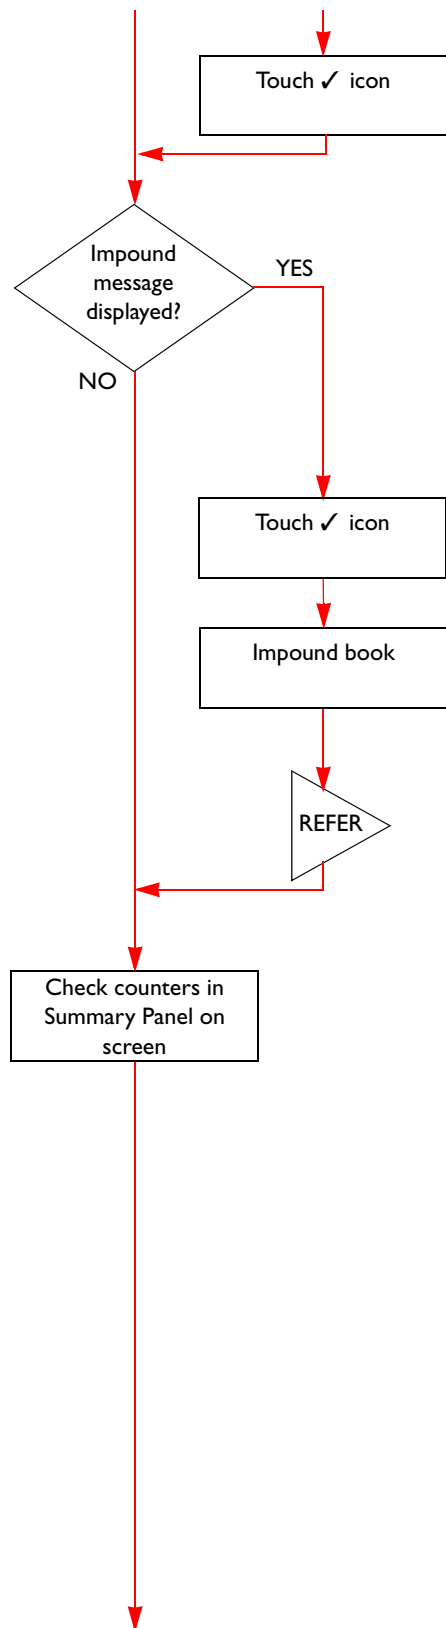 Touch ✓ icon
Impound
message
displayed?
YES
NO
Touch ✓ icon
Impound book
REFER
Check counters in
Summary Panel on
screen